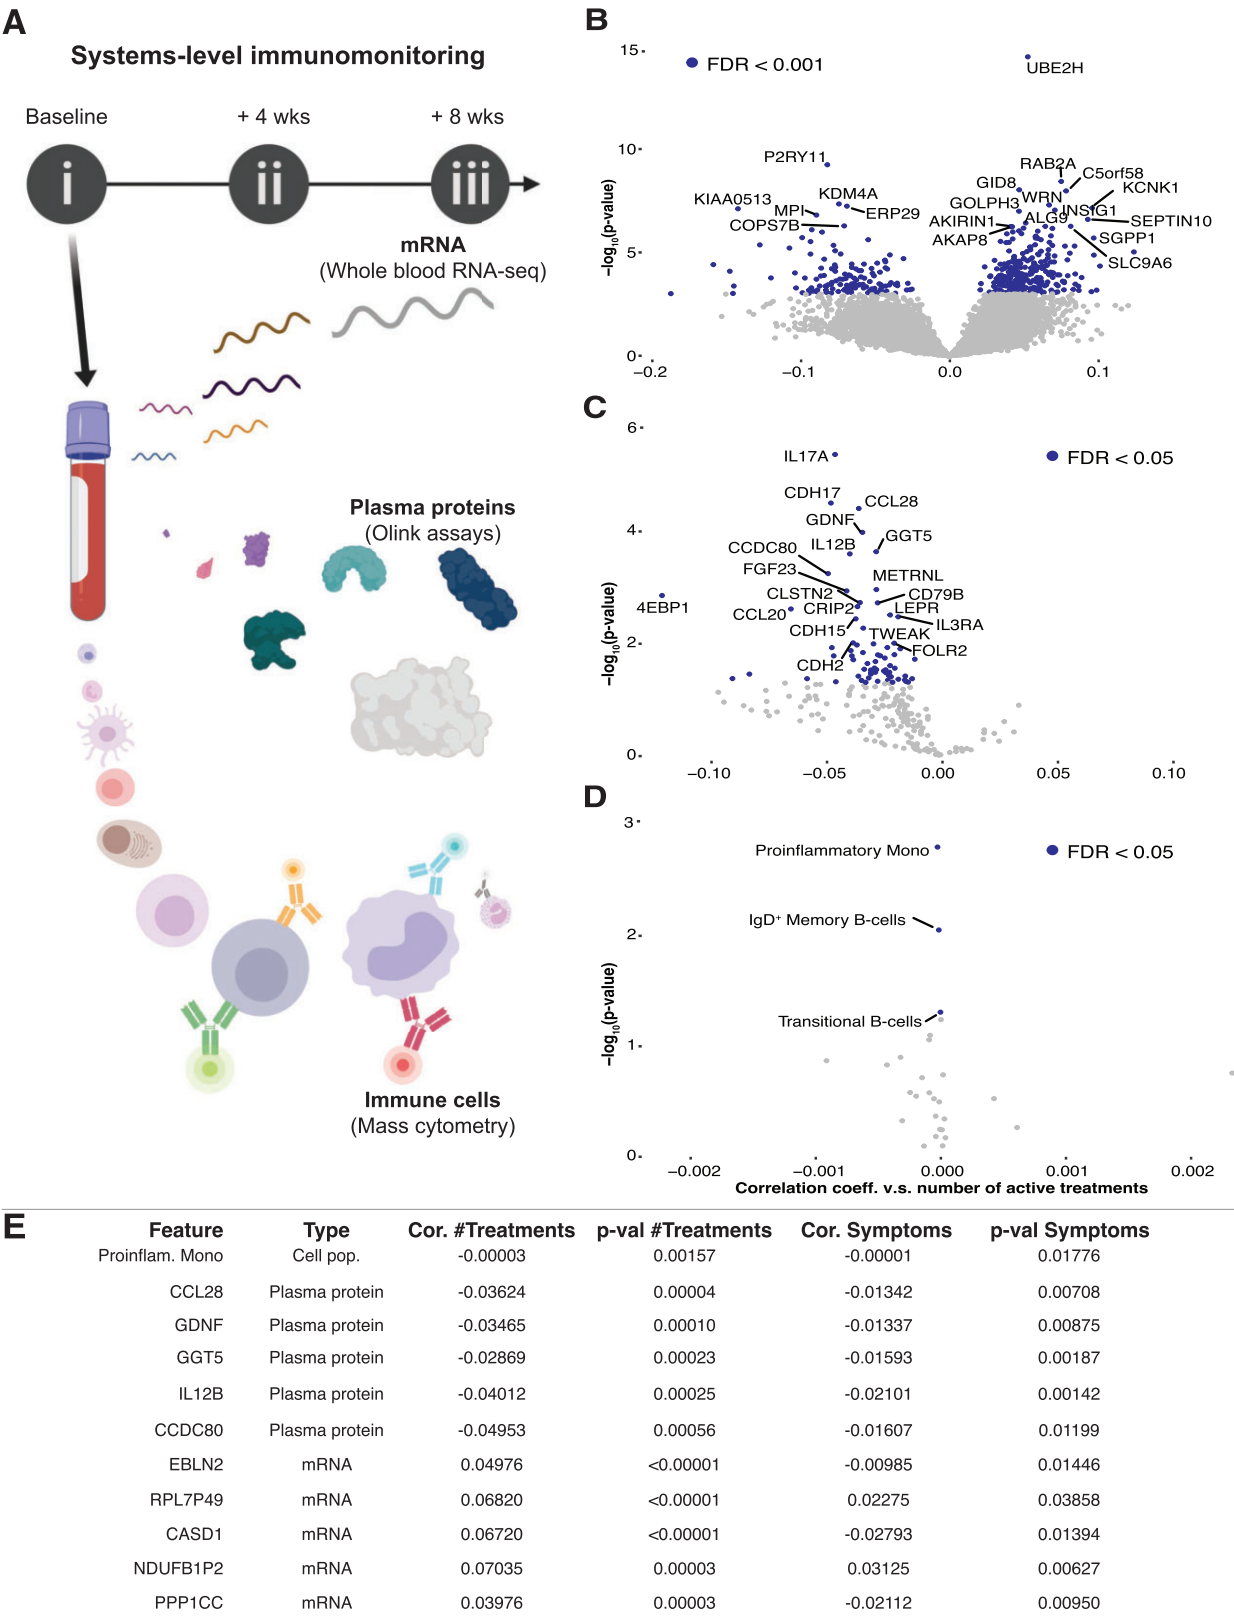 A
Systems-level immunomonitoring
Baseline
+ 4 wks
+ 8 wks
i
ii
iii
mRNA
(Whole blood RNA-seq)
Plasma proteins
(Olink assays)
Immune cells
(Mass cytometry)
B
FDR < 0.001
UBE2H
P2RY11
RAB2A
C5orf58
GID8
KCNK1
KIAA0513
KDM4A
WRN
GOLPH3
MPI
ERP29
INSIG1
ALG9
AKIRIN1
SEPTIN10
COPS7B
AKAP8
SGPP1
SLC9A6
15
10
5
0
−log10(p-value)
−0.2
−0.1
0.0
0.1
C
FDR < 0.05
IL17A
CDH17
CCL28
GDNF
GGT5
IL12B
CCDC80
FGF23
METRNL
CLSTN2
CD79B
4EBP1
CCL20
CRIP2
LEPR
IL3RA
CDH15
TWEAK
FOLR2
CDH2
6
4
2
0
−log10(p-value)
−0.10
−0.05
0.00
0.05
0.10
D
FDR < 0.05
Proinflammatory Mono
IgD+ Memory B-cells
Transitional B-cells
3
2
1
0
−log10(p-value)
−0.002
−0.001
0.000
0.001
0.002
Correlation coeff. v.s. number of active treatments
E
Feature Type Cor. #Treatments p-val #Treatments Cor. Symptoms p-val Symptoms
Proinflam. Mono Cell pop. -0.00003 0.00157 -0.00001 0.01776
CCL28 Plasma protein -0.03624 0.00004 -0.01342 0.00708
GDNF Plasma protein -0.03465 0.00010 -0.01337 0.00875
GGT5 Plasma protein -0.02869 0.00023 -0.01593 0.00187
IL12B Plasma protein -0.04012 0.00025 -0.02101 0.00142
CCDC80 Plasma protein -0.04953 0.00056 -0.01607 0.01199
EBLN2 mRNA 0.04976 <0.00001 -0.00985 0.01446
RPL7P49 mRNA 0.06820 <0.00001 0.02275 0.03858
CASD1 mRNA 0.06720 <0.00001 -0.02793 0.01394
NDUFB1P2 mRNA 0.07035 0.00003 0.03125 0.00627
PPP1CC mRNA 0.03976 0.00003 -0.02112 0.00950